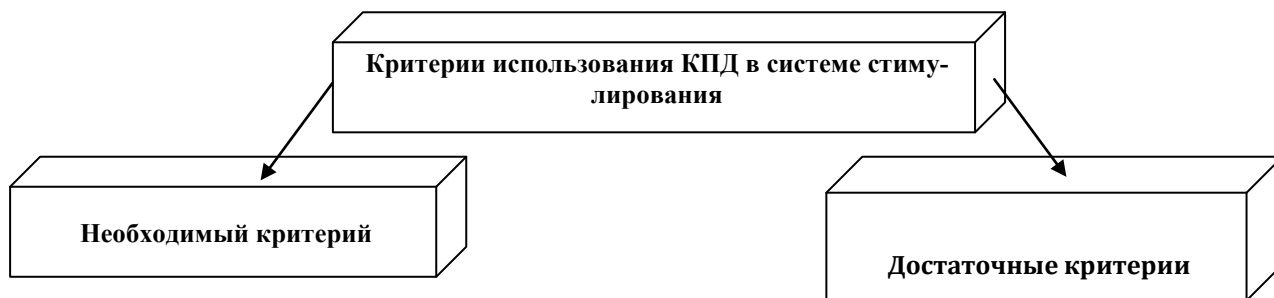 Критерии использования КПД в системе стиму-
лирования
Необходимый критерий
Достаточные критерии